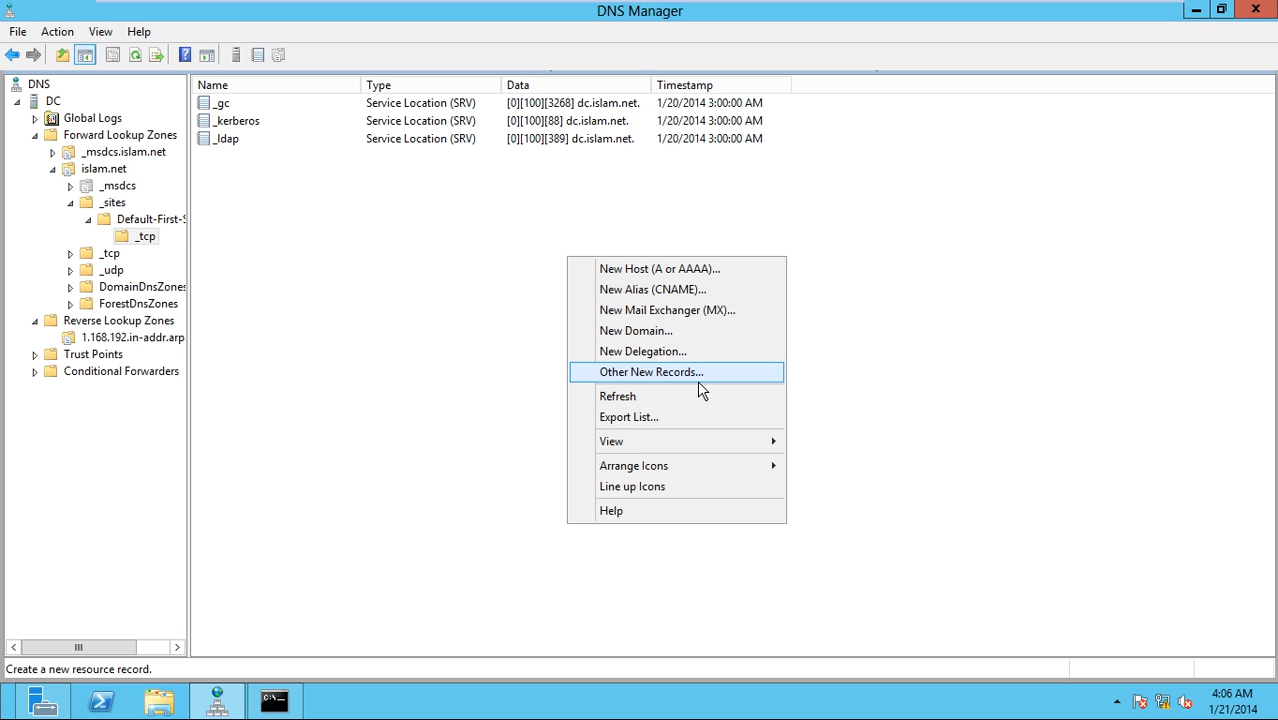 DNS Manager
File Action View Help
DNS
DC
Global Logs
Forward Lookup Zones
_msdcs.islam.net
islam.net
_msdcs
_sites
Default-First-S
_tcp
_tcp
_udp
DomainDnsZones
ForestDnsZones
Reverse Lookup Zones
1.168.192.in-addr.arp
Trust Points
Conditional Forwarders
Name Type Data Timestamp
_gc Service Location (SRV) [0][100][3268] dc.islam.net. 1/20/2014 3:00:00 AM
_kerberos Service Location (SRV) [0][100][88] dc.islam.net. 1/20/2014 3:00:00 AM
_ldap Service Location (SRV) [0][100][389] dc.islam.net. 1/20/2014 3:00:00 AM
New Host (A or AAAA)...
New Alias (CNAME)...
New Mail Exchanger (MX)...
New Domain...
New Delegation...
Other New Records...
Refresh
Export List...
View
Arrange Icons
Line up Icons
Help
Create a new resource record.
4:06 AM
1/21/2014